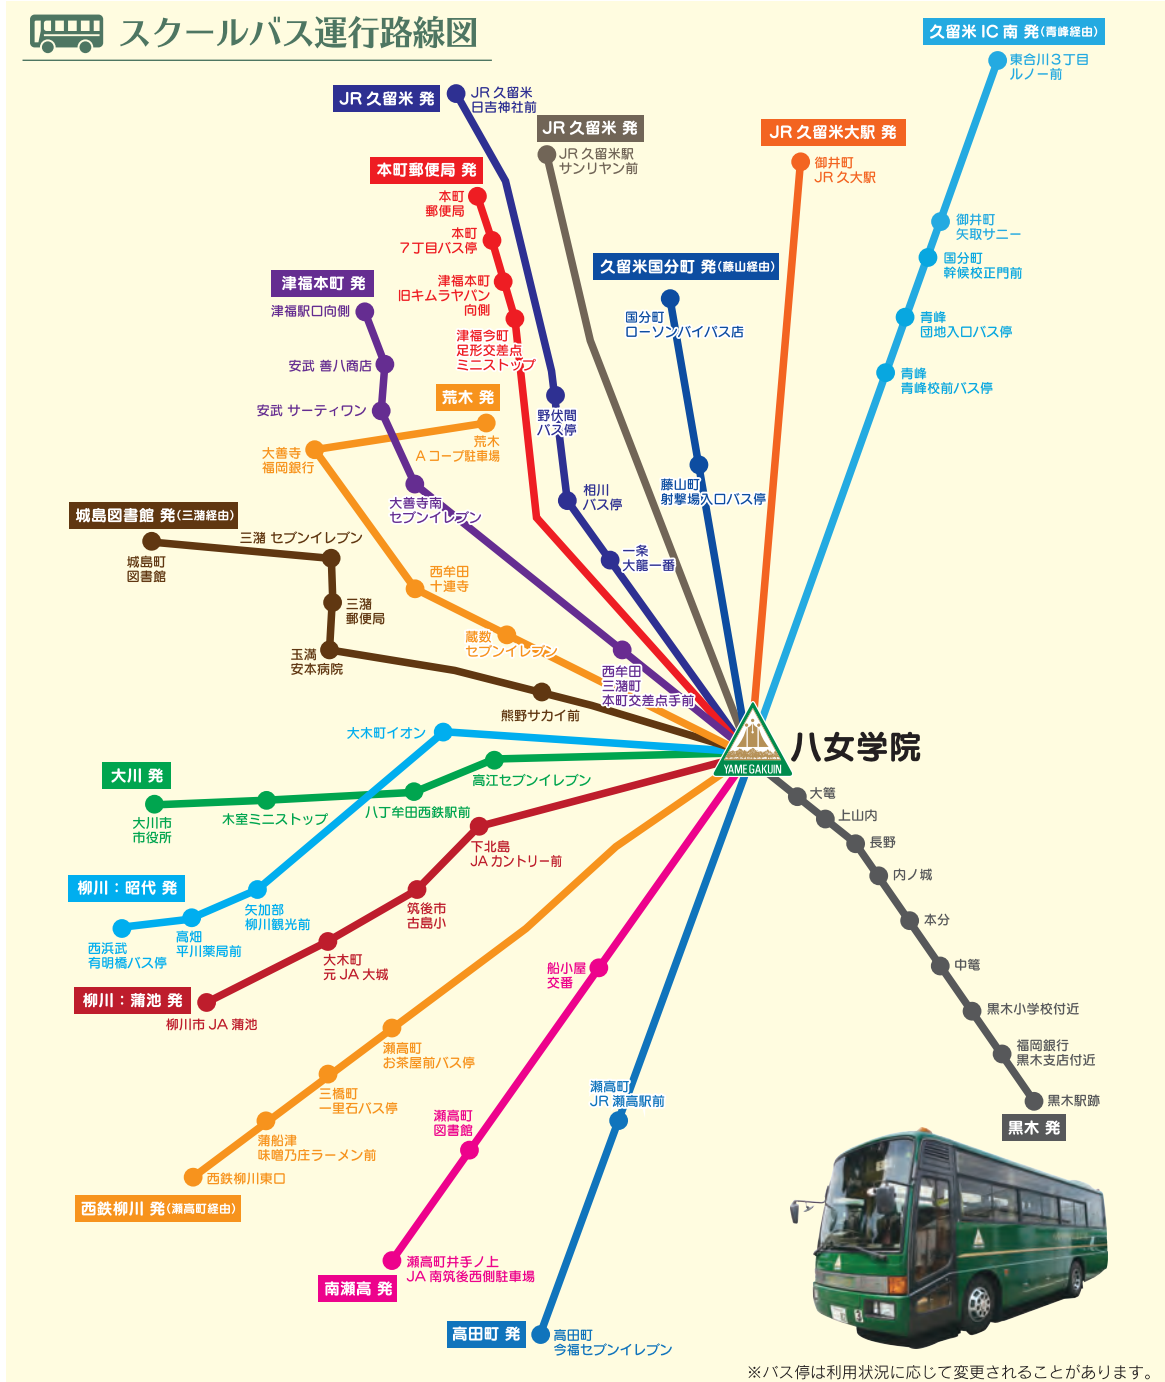 スクールバス運行路線図
久留米 IC 南 発(青峰経由)
東合川3丁目
ルノー前
御井町
矢取サニー
国分町
幹候校正門前
青峰
団地入口バス停
青峰
青峰校前バス停
JR 久留米大駅 発
御井町
JR 久大駅
JR 久留米 発
JR 久留米
日吉神社前
野伏間
バス停
相川
バス停
一条
大龍一番
JR 久留米 発
JR 久留米駅
サンリヤン前
久留米国分町 発(藤山経由)
国分町
ローソンバイパス店
藤山町
射撃場入口バス停
本町郵便局 発
本町
郵便局
本町
7丁目バス停
津福本町
旧キムラヤパン
向側
津福今町
足形交差点
ミニストップ
津福本町 発
津福駅口向側
安武 善八商店
安武 サーティワン
大善寺南
セブンイレブン
西牟田
三潴町
本町交差点手前
荒木 発
荒木
A コープ駐車場
大善寺
福岡銀行
西牟田
十連寺
蔵数
セブンイレブン
城島図書館 発(三潴経由)
城島町
図書館
三潴 セブンイレブン
三潴
郵便局
玉満
安本病院
熊野サカイ前
大川 発
大川市
市役所
木室ミニストップ
八丁牟田西鉄駅前
高江セブンイレブン
大木町イオン
柳川：昭代 発
西浜武
有明橋バス停
高畑
平川薬局前
矢加部
柳川観光前
柳川：蒲池 発
柳川市 JA 蒲池
大木町
元 JA 大城
筑後市
古島小
下北島
JA カントリー前
西鉄柳川 発(瀬高町経由)
西鉄柳川東口
蒲船津
味増乃庄ラーメン前
三橋町
一里石バス停
瀬高町
お茶屋前バス停
南瀬高 発
瀬高町井手ノ上
JA 南筑後西側駐車場
瀬高町
図書館
船小屋
交番
高田町 発
高田町
今福セブンイレブン
瀬高町
JR 瀬高駅前
YAME GAKUIN
八女学院
大篭
上山内
長野
内ノ城
本分
中篭
黒木小学校付近
福岡銀行
黒木支店付近
黒木駅跡
黒木 発
※バス停は利用状況に応じて変更されることがあります。